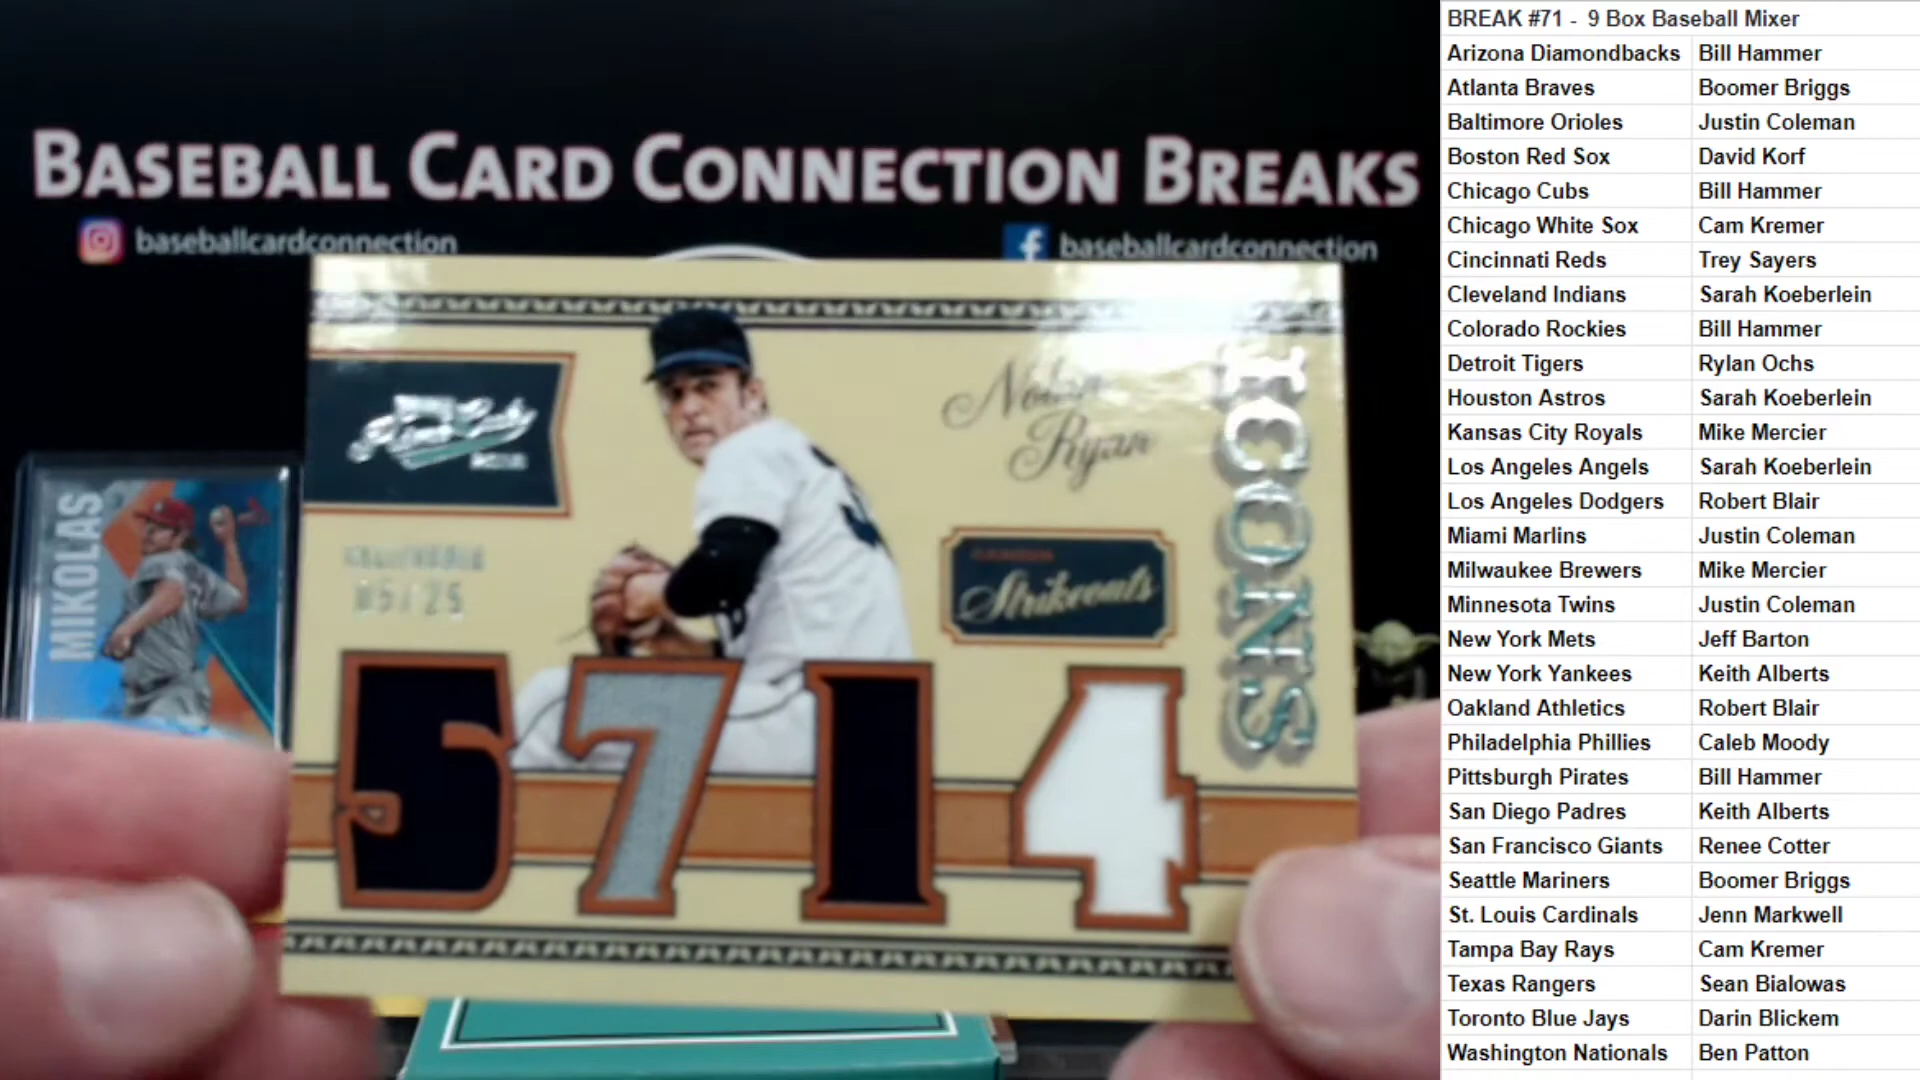 BASEBALL CARD CONNECTION BREAKS
baseballcardconnection
baseballcardconnection
Nolan
Ryan
ICONS
CAREER
Strikeouts
05/25
5714
MIKOLAS
BREAK #71 - 9 Box Baseball Mixer
Arizona Diamondbacks Bill Hammer
Atlanta Braves Boomer Briggs
Baltimore Orioles Justin Coleman
Boston Red Sox David Korf
Chicago Cubs Bill Hammer
Chicago White Sox Cam Kremer
Cincinnati Reds Trey Sayers
Cleveland Indians Sarah Koeberlein
Colorado Rockies Bill Hammer
Detroit Tigers Rylan Ochs
Houston Astros Sarah Koeberlein
Kansas City Royals Mike Mercier
Los Angeles Angels Sarah Koeberlein
Los Angeles Dodgers Robert Blair
Miami Marlins Justin Coleman
Milwaukee Brewers Mike Mercier
Minnesota Twins Justin Coleman
New York Mets Jeff Barton
New York Yankees Keith Alberts
Oakland Athletics Robert Blair
Philadelphia Phillies Caleb Moody
Pittsburgh Pirates Bill Hammer
San Diego Padres Keith Alberts
San Francisco Giants Renee Cotter
Seattle Mariners Boomer Briggs
St. Louis Cardinals Jenn Markwell
Tampa Bay Rays Cam Kremer
Texas Rangers Sean Bialowas
Toronto Blue Jays Darin Blickem
Washington Nationals Ben Patton